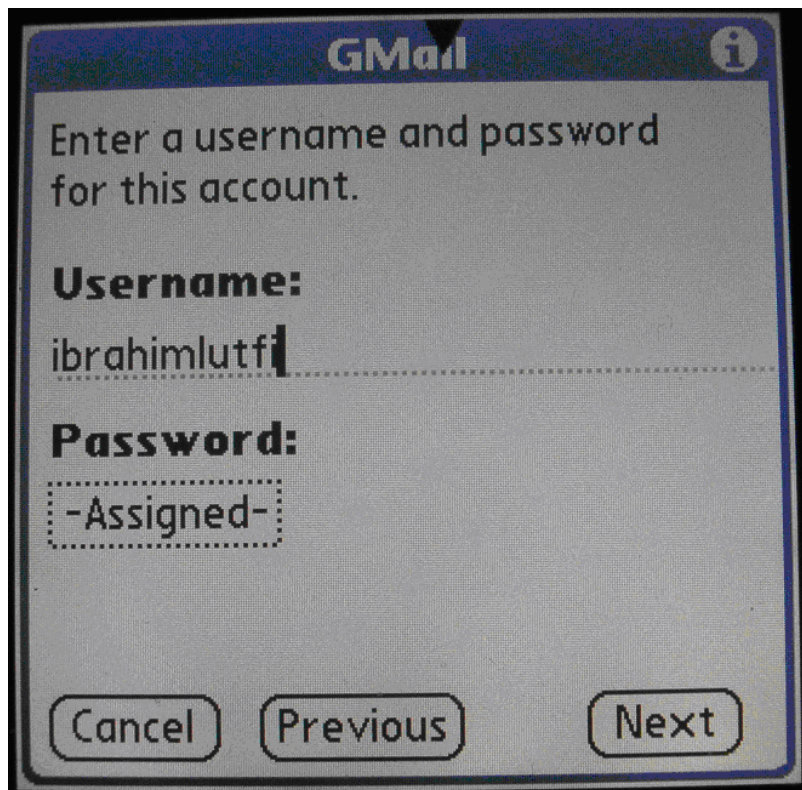 GMail
Enter a username and password
for this account.
Username:
ibrahimlutfi
Password:
-Assigned-
Cancel Previous Next